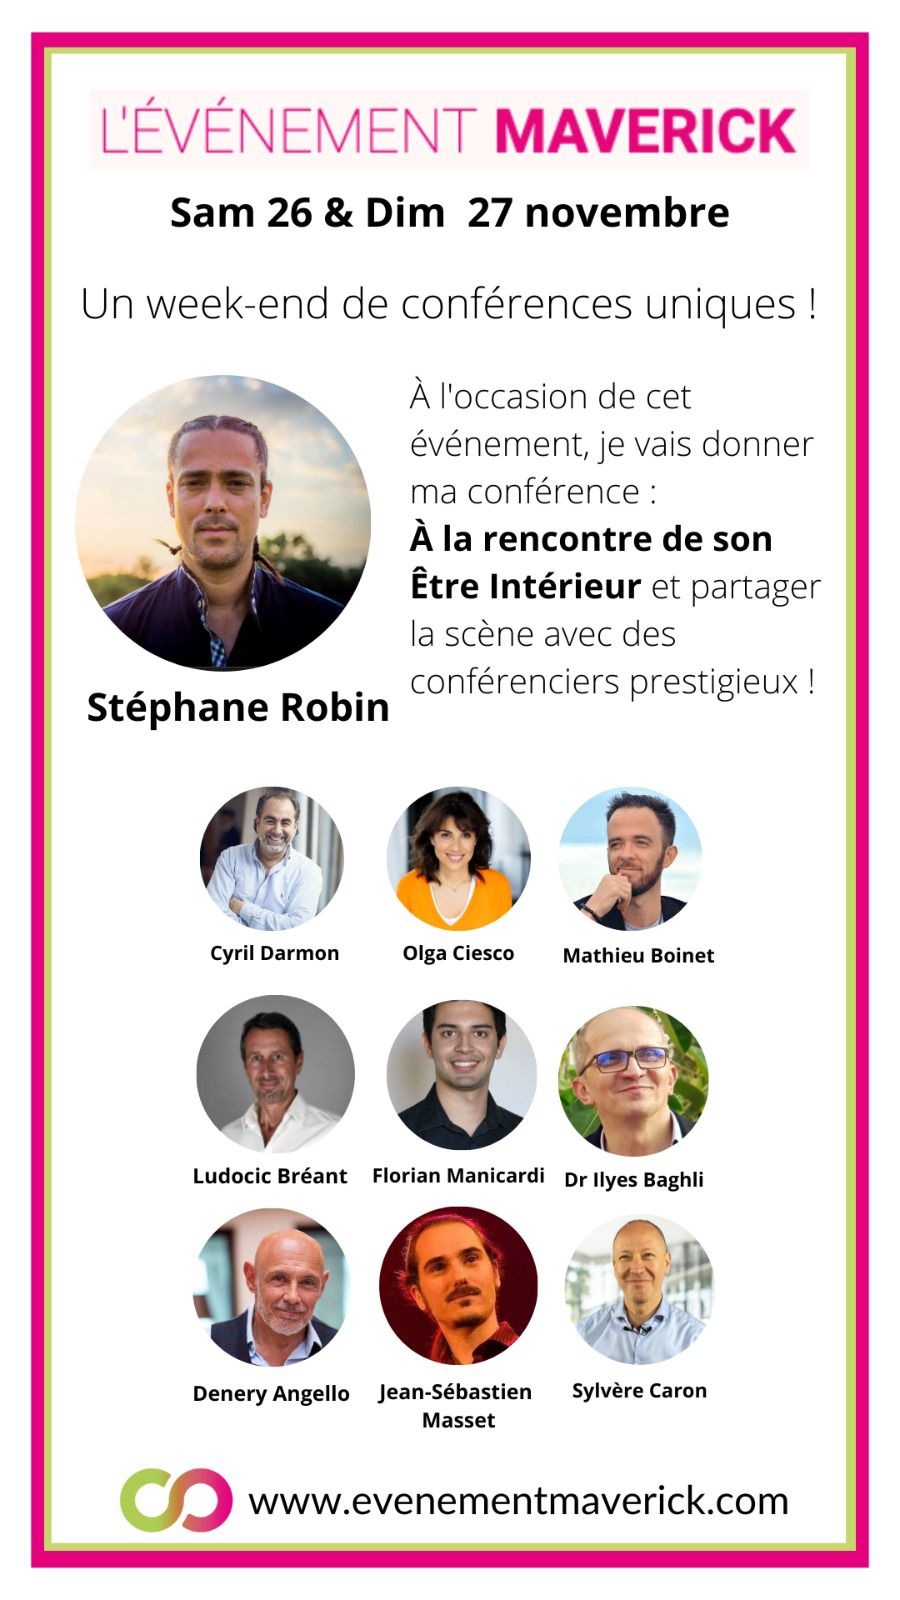 L'ÉVÉNEMENT MAVERICK
Sam 26 & Dim 27 novembre
Un week-end de conférences uniques !
À l'occasion de cet
événement, je vais donner
ma conférence :
À la rencontre de son
Être Intérieur et partager
la scène avec des
conférenciers prestigieux !
Stéphane Robin
Cyril Darmon
Olga Ciesco
Mathieu Boinet
Ludocic Bréant
Florian Manicardi
Dr Ilyes Baghli
Denery Angello
Jean-Sébastien
Masset
Sylvère Caron
www.evenementmaverick.com